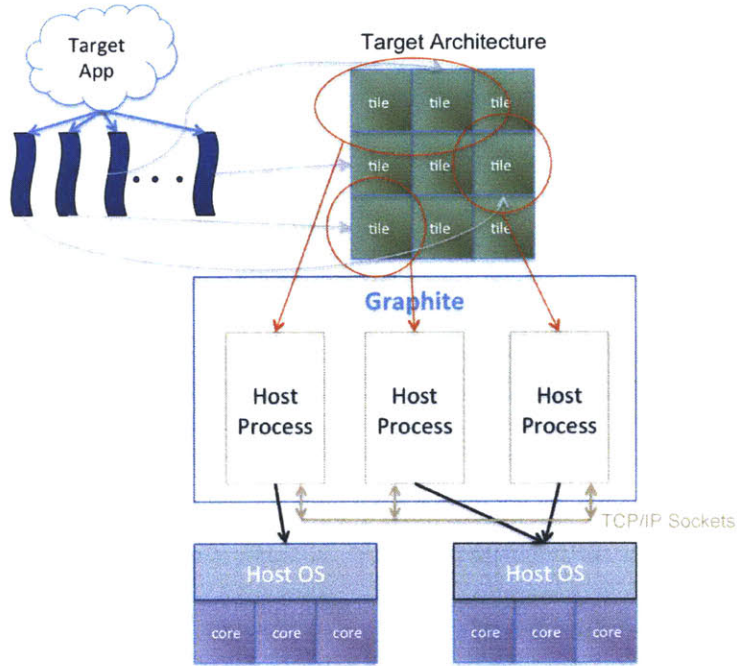 Target
App
Target Architecture
tile tile tile
tile tile tile
tile tile tile
Graphite
Host
Process
Host
Process
Host
Process
TCP/IP Sockets
Host OS
Host OS
core core core
core core core